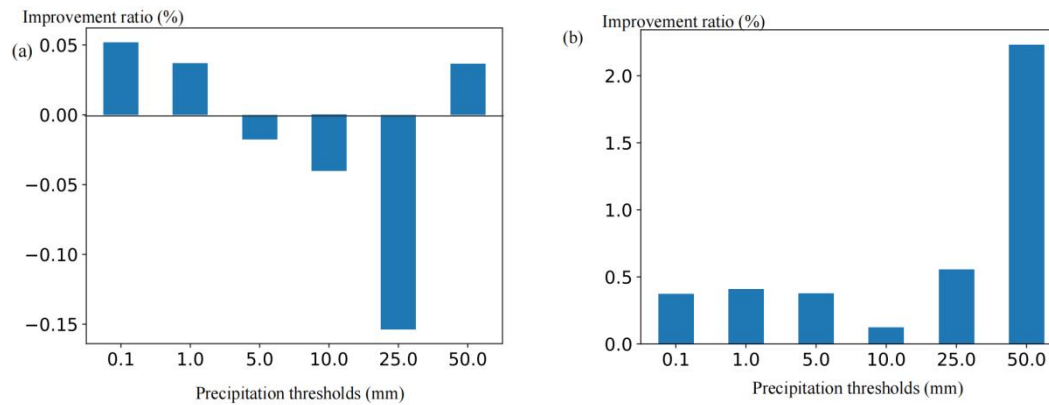 Improvement ratio (%)
(a)
0.05
0.00
−0.05
−0.10
−0.15
0.1 1.0 5.0 10.0 25.0 50.0
Precipitation thresholds (mm)
Improvement ratio (%)
(b)
2.0
1.5
1.0
0.5
0.0
0.1 1.0 5.0 10.0 25.0 50.0
Precipitation thresholds (mm)